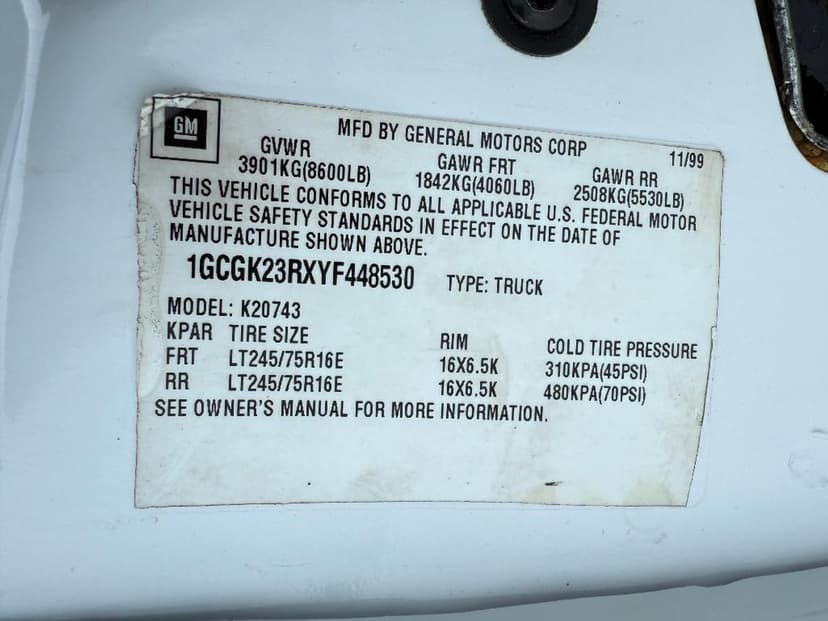 GM
MFD BY GENERAL MOTORS CORP 11/99
GVWR GAWR FRT GAWR RR
3901KG(8600LB) 1842KG(4060LB) 2508KG(5530LB)
THIS VEHICLE CONFORMS TO ALL APPLICABLE U.S. FEDERAL MOTOR
VEHICLE SAFETY STANDARDS IN EFFECT ON THE DATE OF
MANUFACTURE SHOWN ABOVE.
1GCGK23RXYF448530 TYPE: TRUCK
MODEL: K20743
KPAR TIRE SIZE RIM COLD TIRE PRESSURE
FRT LT245/75R16E 16X6.5K 310KPA(45PSI)
RR LT245/75R16E 16X6.5K 480KPA(70PSI)
SEE OWNER'S MANUAL FOR MORE INFORMATION.